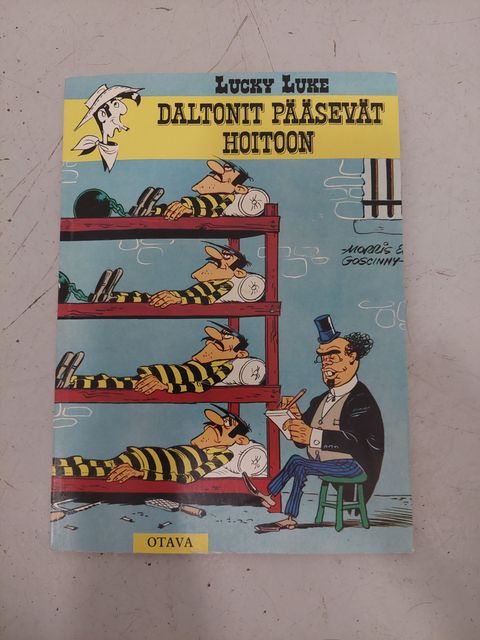 LUCKY LUKE
DALTONIT PÄÄSEVÄT
HOITOON
-MORRIS &
GOSCINNY-
OTAVA